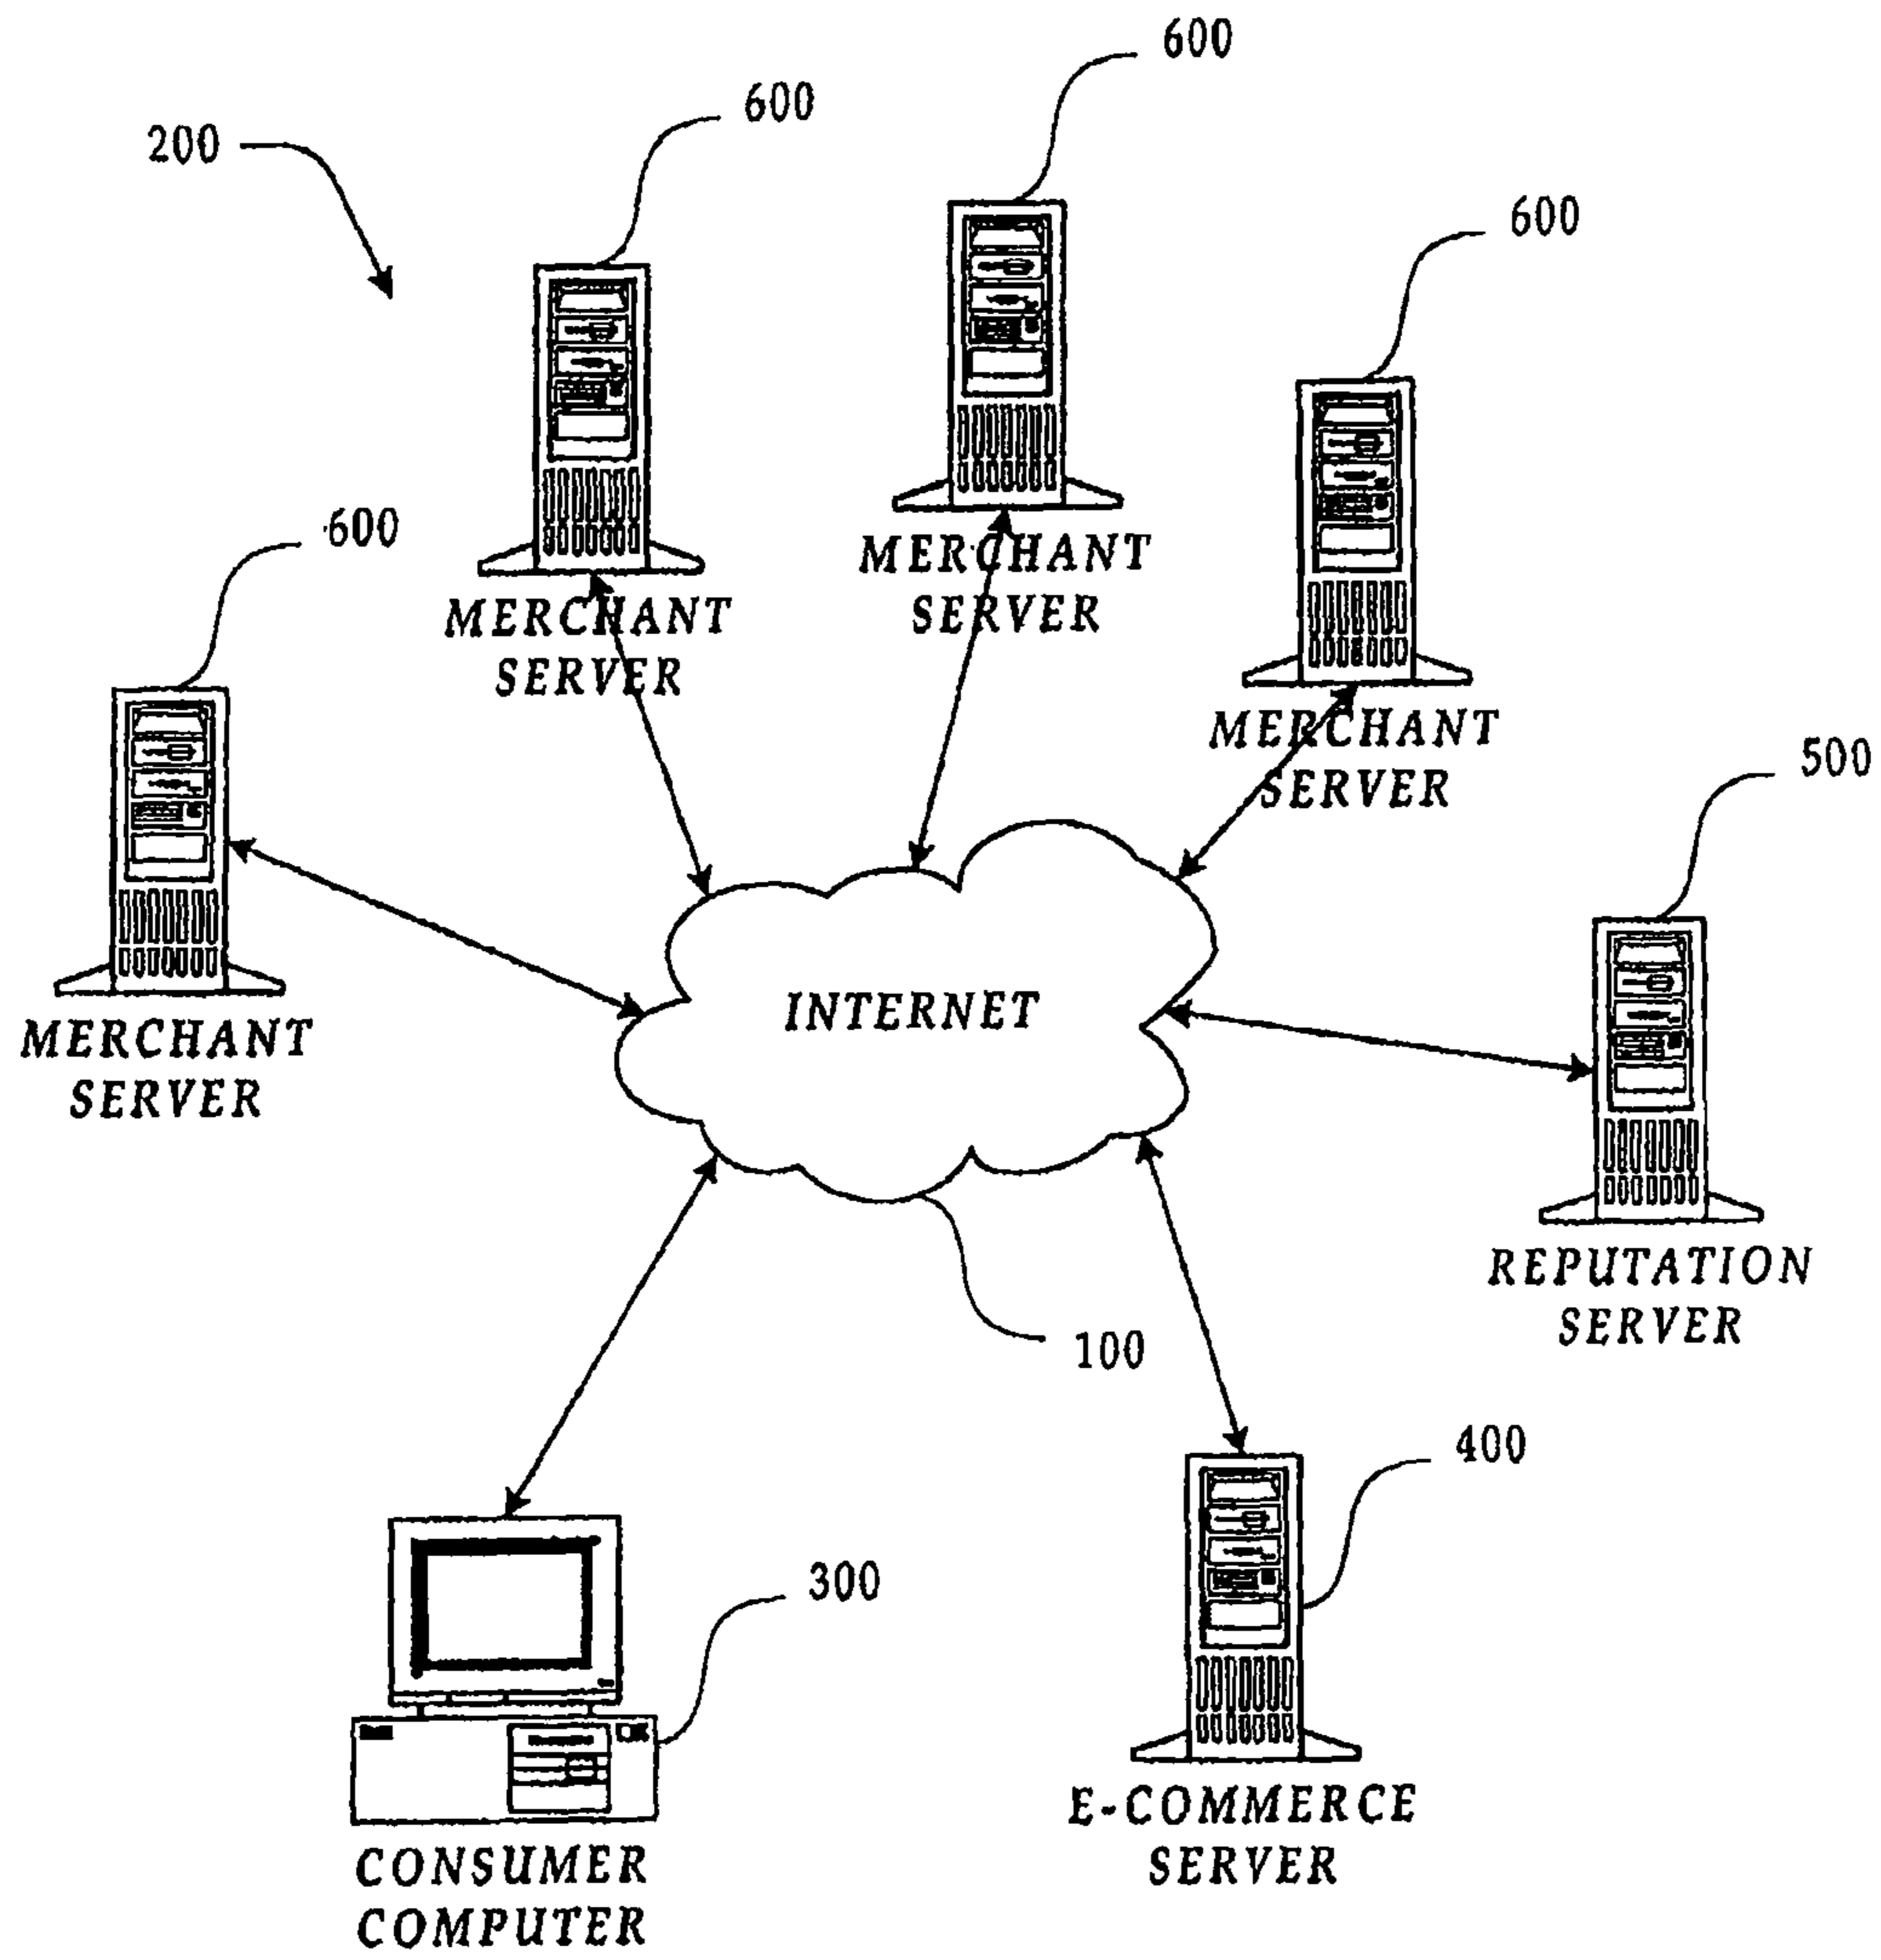 600
600
200
600
MERCHANT
SERVER
600
MERCHANT
SERVER
MERCHANT
SERVER
500
INTERNET
MERCHANT
SERVER
REPUTATION
SERVER
100
400
300
E-COMMERCE
SERVER
CONSUMER
COMPUTER